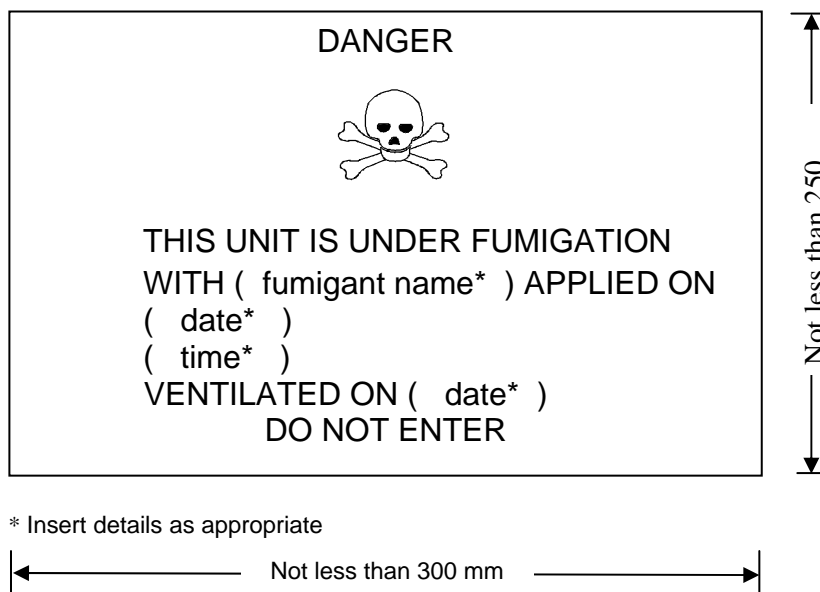 DANGER
THIS UNIT IS UNDER FUMIGATION
WITH ( fumigant name* ) APPLIED ON
( date* )
( time* )
VENTILATED ON ( date* )
DO NOT ENTER
Not less than 250
* Insert details as appropriate
Not less than 300 mm